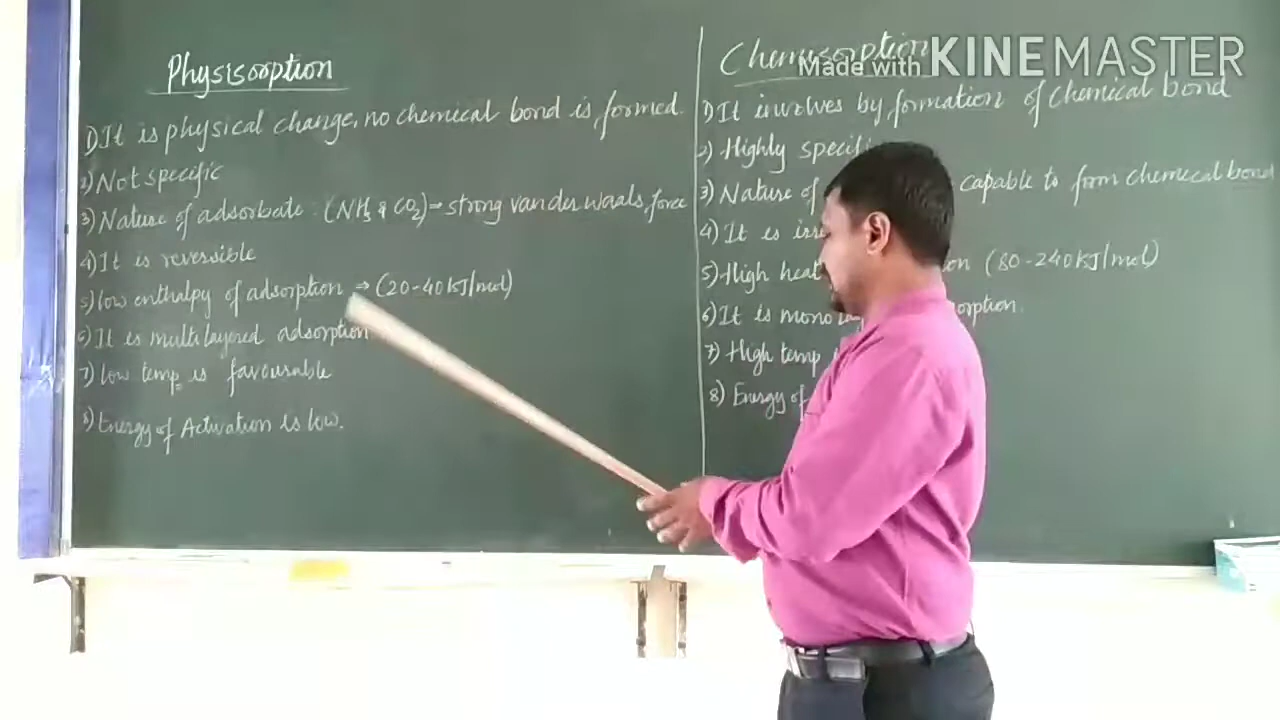 Physisorption
1) It is physical change, no chemical bond is formed.
2) Not specific
3) Nature of adsorbate : (NH3 & CO2) → strong vander waals, force
4) It is reversible
5) low enthalpy of adsorption ⇒ (20-40 kJ/mol)
6) It is multilayered adsorption
7) low temp is favourable
8) Energy of Activation is low.
Chemisorption
Made with KINEMASTER
1) It involves by formation of chemical bond
2) Highly
3) Nature of capable to form chemical bond
4) It is
5) High heat (80-240 kJ/mol)
6) It is mono
7) High temp
8) Energy of